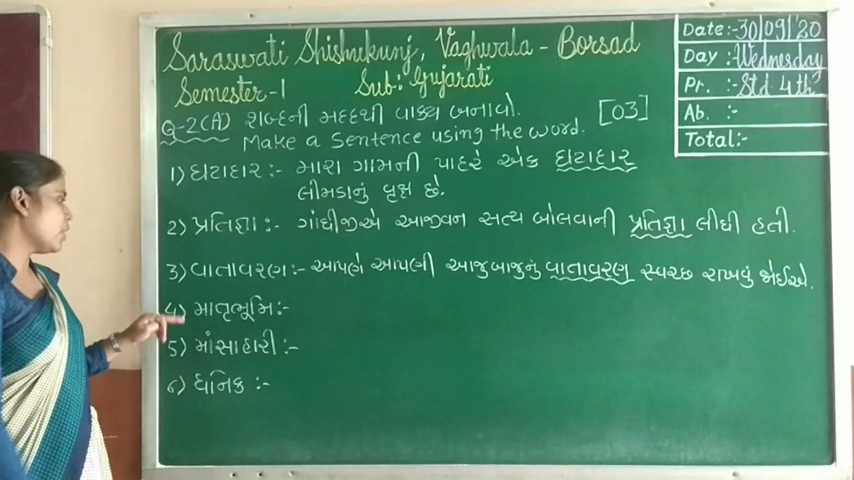 Saraswati Shishukunj, Vaghwala - Borsad
Semester-1 Sub: Gujarati
Date:-30/09/'20
Day:-Wednesday
Pr.:-Std 4th
Ab.:-
Total:-
Q-2(A) શબ્દની મદદથી વાક્ય બનાવો. [03]
Make a Sentence using the word.
1) ઘટાદાર:- મારા ગામની પાદરે એક ઘટાદાર
લીમડાનું વૃક્ષ છે.
2) પ્રતિજ્ઞા:- ગાંધીજીએ આજીવન સત્ય બોલવાની પ્રતિજ્ઞા લીધી હતી.
3) વાતાવરણ:- આપણે આપણી આજુબાજુનું વાતાવરણ સ્વચ્છ રાખવું જોઈએ.
4) માતૃભૂમિ:-
5) માંસાહારી:-
૬) ધનિક:-